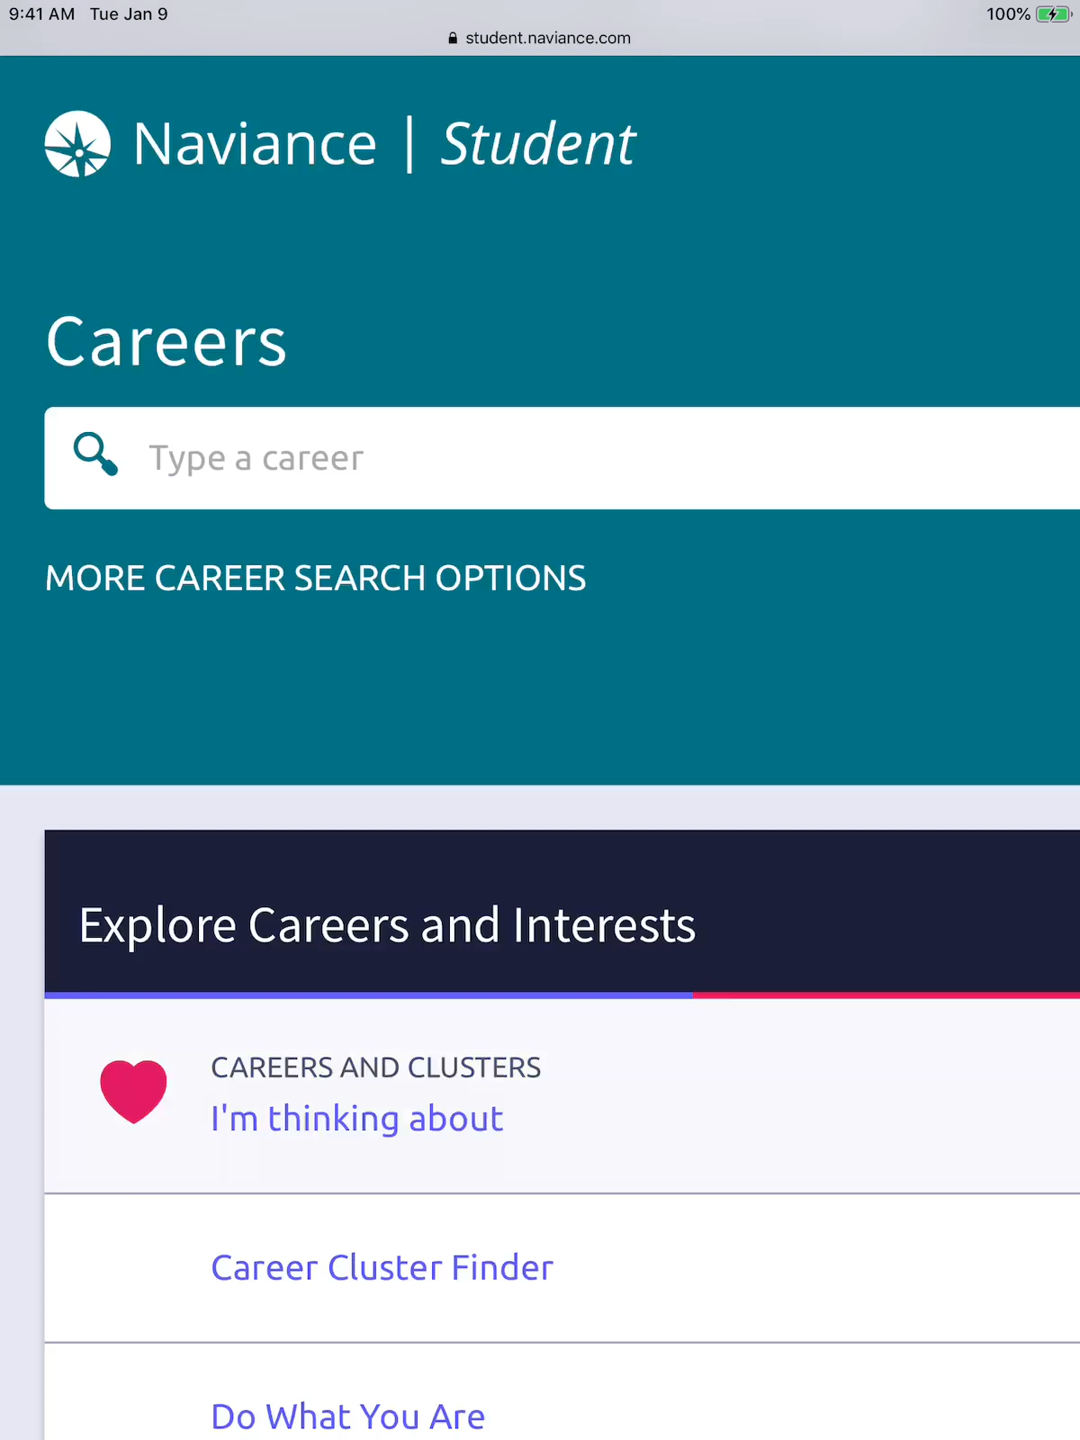 9:41 AM Tue Jan 9 100%
student.naviance.com
Naviance | Student
Careers
Type a career
MORE CAREER SEARCH OPTIONS
Explore Careers and Interests
CAREERS AND CLUSTERS
I'm thinking about
Career Cluster Finder
Do What You Are